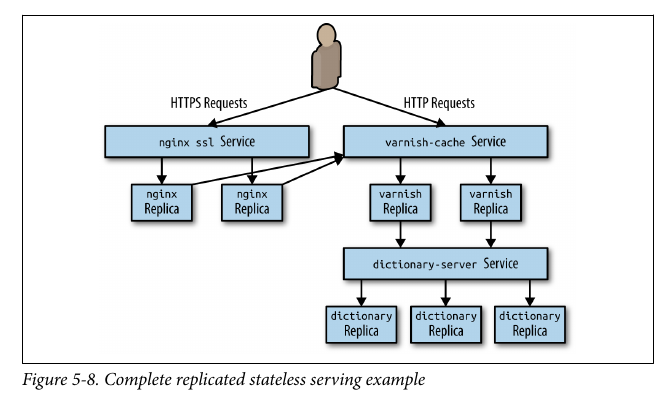 HTTPS Requests
HTTP Requests
nginx ssl Service
varnish-cache Service
nginx
Replica
nginx
Replica
varnish
Replica
varnish
Replica
dictionary-server Service
dictionary
Replica
dictionary
Replica
dictionary
Replica
Figure 5-8. Complete replicated stateless serving example